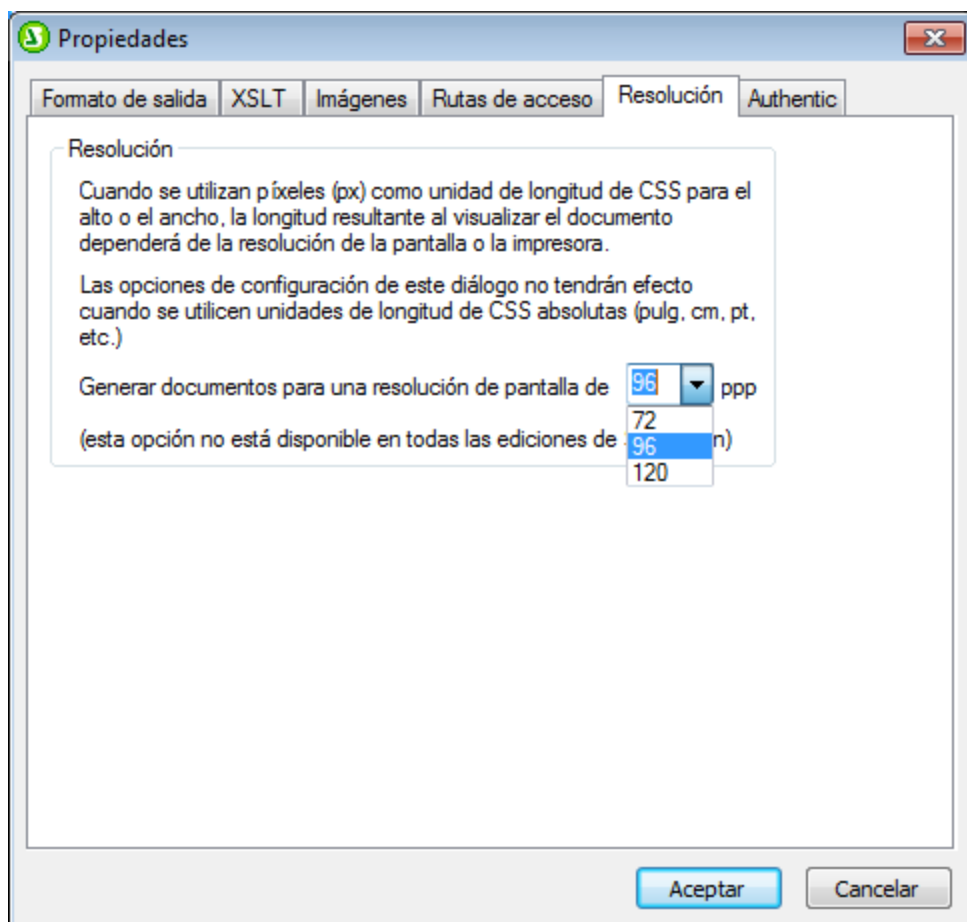 Propiedades
Formato de salida XSLT Imágenes Rutas de acceso Resolución Authentic
Resolución
Cuando se utilizan píxeles (px) como unidad de longitud de CSS para el
alto o el ancho, la longitud resultante al visualizar el documento
dependerá de la resolución de la pantalla o la impresora.
Las opciones de configuración de este diálogo no tendrán efecto
cuando se utilicen unidades de longitud de CSS absolutas (pulg, cm, pt,
etc.)
Generar documentos para una resolución de pantalla de 96 ppp
72
(esta opción no está disponible en todas las ediciones de 96 n)
120
Aceptar Cancelar